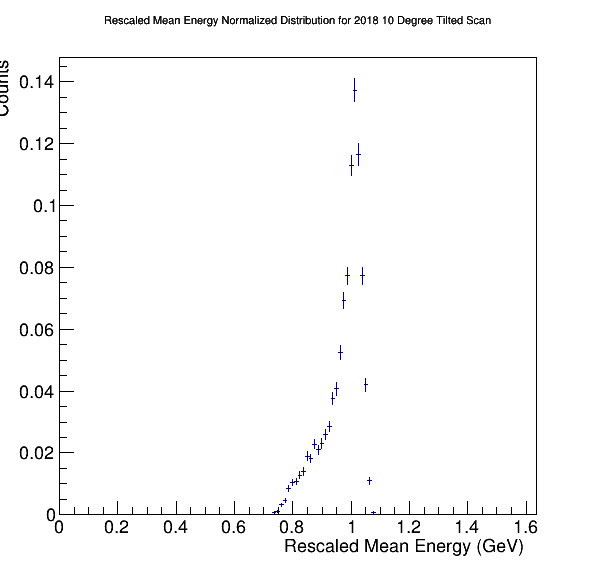 Rescaled Mean Energy Normalized Distribution for 2018 10 Degree Tilted Scan
Counts
0.14
0.12
0.1
0.08
0.06
0.04
0.02
0
0 0.2 0.4 0.6 0.8 1 1.2 1.4 1.6
Rescaled Mean Energy (GeV)